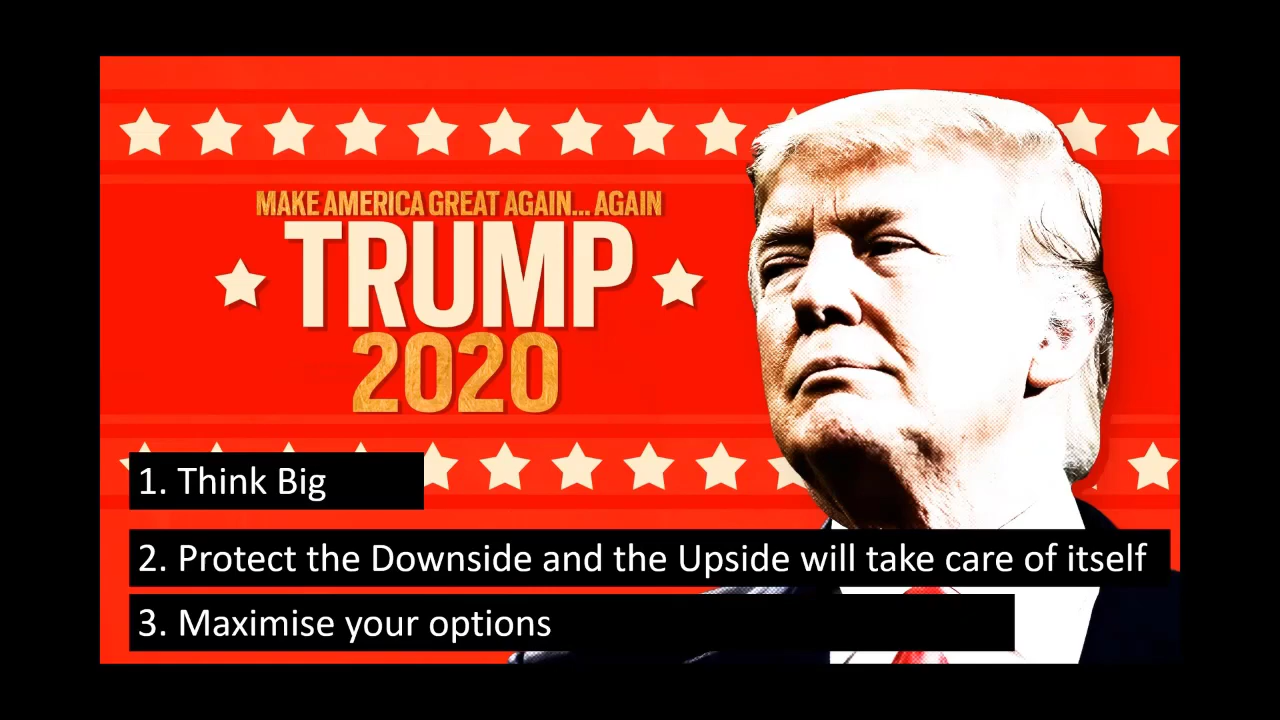 MAKE AMERICA GREAT AGAIN... AGAIN
TRUMP
2020
1. Think Big
2. Protect the Downside and the Upside will take care of itself
3. Maximise your options